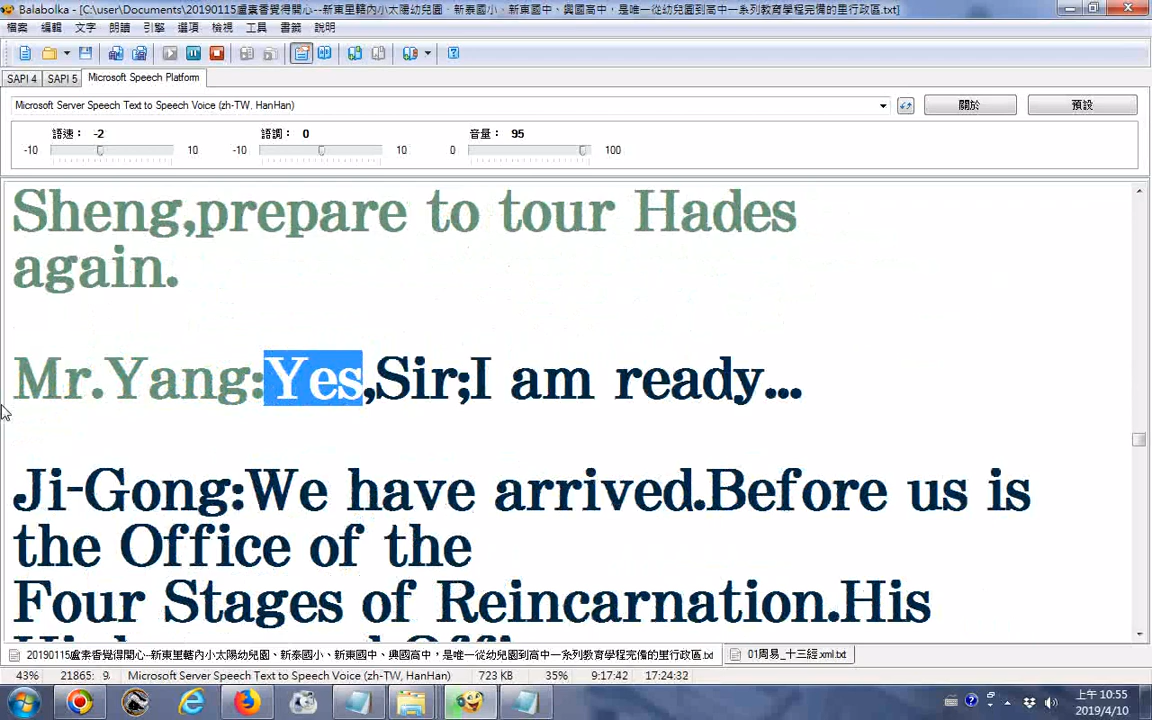 Balabolka - [C:\user\Documents\20190115盧素香覺得開心--新東里轄內小太陽幼兒園、新泰國小、新東國中、興國高中，是唯一從幼兒園到高中一系列教育學程完備的里行政區.txt]
檔案 編輯 文字 朗讀 引擎 選項 檢視 工具 書籤 說明
SAPI 4 SAPI 5 Microsoft Speech Platform
Microsoft Server Speech Text to Speech Voice (zh-TW, HanHan) 關於 預設
語速： -2 語調： 0 音量： 95
-10 10 -10 10 0 100
Sheng,prepare to tour Hades
again.
Mr.Yang:Yes,Sir;I am ready...
Ji-Gong:We have arrived.Before us is
the Office of the
Four Stages of Reincarnation.His
20190115盧素香覺得開心--新東里轄內小太陽幼兒園、新泰國小、新東國中、興國高中，是唯一從幼兒園到高中一系列教育學程完備的里行政區.txt 01周易_十三經.xml.txt
43% 21865: Microsoft Server Speech Text to Speech Voice (zh-TW, HanHan) 723 KB 35% 9:17:42 17:24:32
上午 10:55
2019/4/10